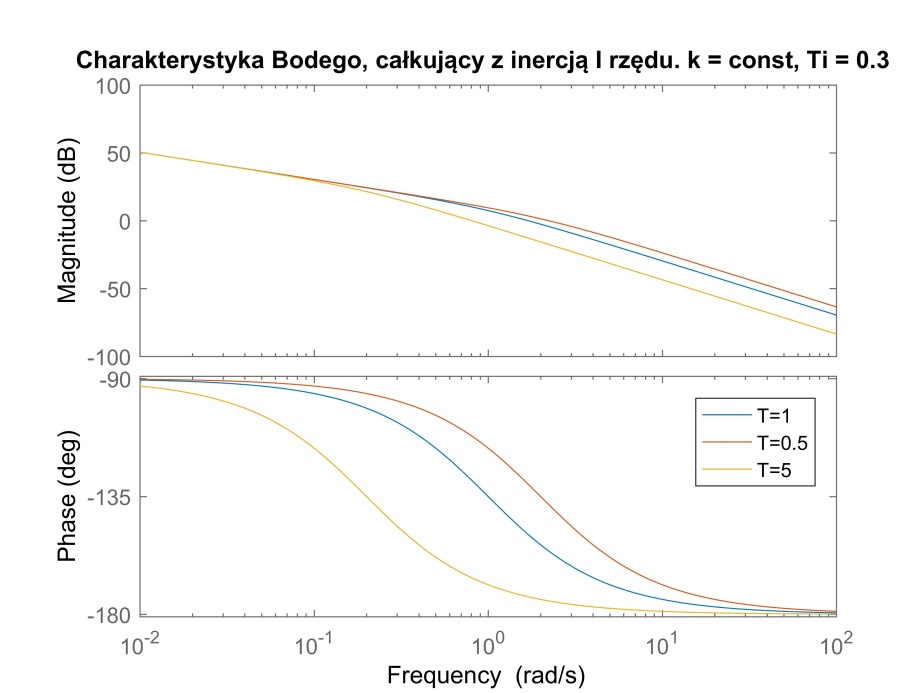 Charakterystyka Bodego, całkujący z inercją I rzędu. k = const, Ti = 0.3
100
50
0
-50
-100
Magnitude (dB)
-90
-135
-180
Phase (deg)
T=1
T=0.5
T=5
10^-2 10^-1 10^0 10^1 10^2
Frequency (rad/s)